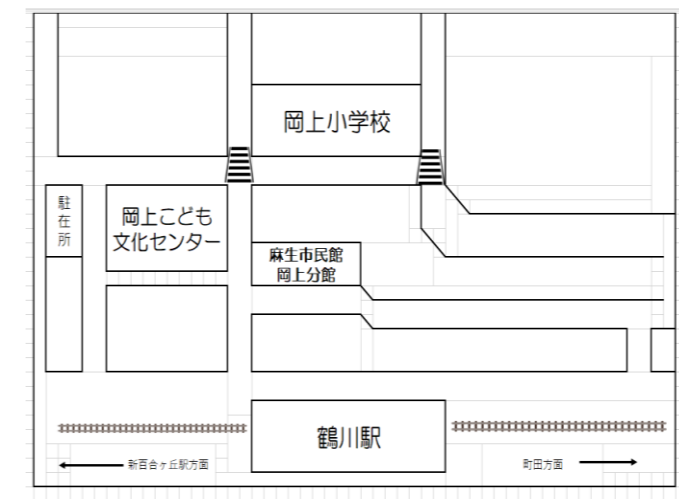 岡上小学校
駐在所
岡上こども
文化センター
麻生市民館
岡上分館
鶴川駅
新百合ヶ丘駅方面
町田方面